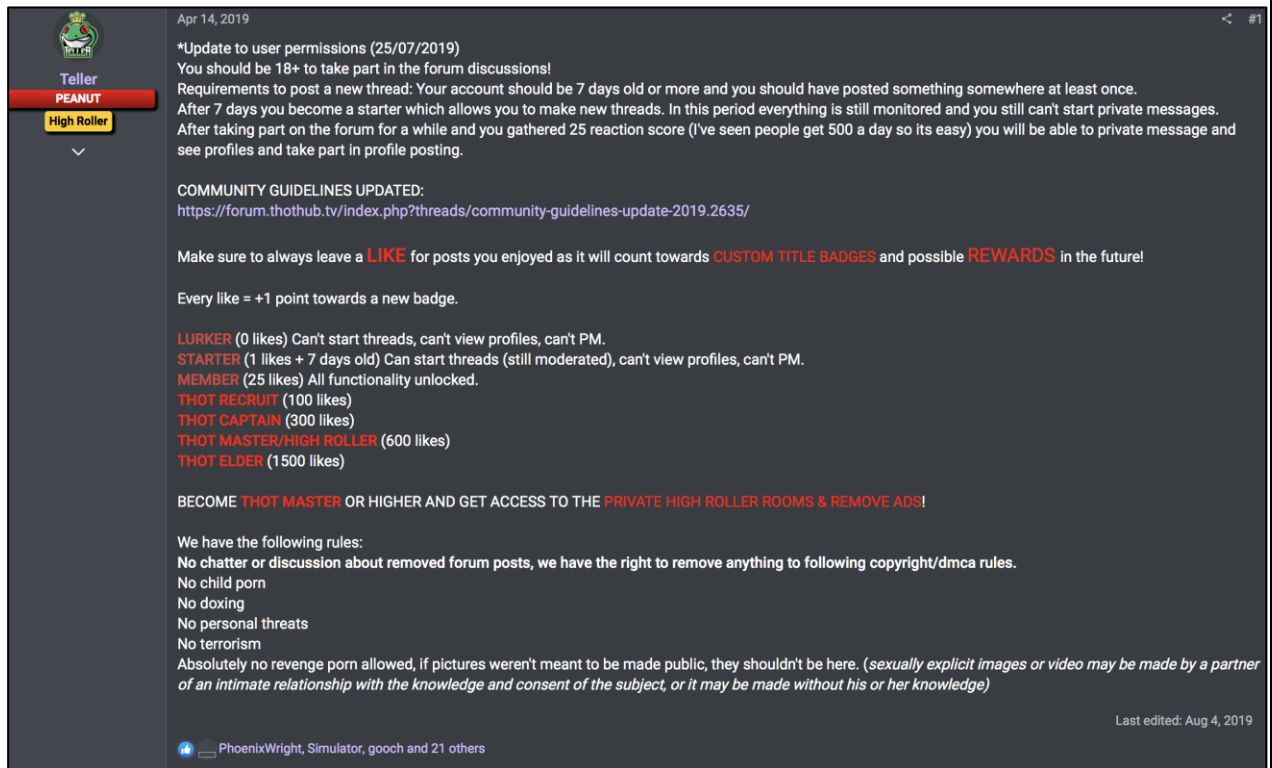 Apr 14, 2019
#1
TELLER
Teller
PEANUT
High Roller
*Update to user permissions (25/07/2019)
You should be 18+ to take part in the forum discussions!
Requirements to post a new thread: Your account should be 7 days old or more and you should have posted something somewhere at least once.
After 7 days you become a starter which allows you to make new threads. In this period everything is still monitored and you still can't start private messages.
After taking part on the forum for a while and you gathered 25 reaction score (I've seen people get 500 a day so its easy) you will be able to private message and
see profiles and take part in profile posting.
COMMUNITY GUIDELINES UPDATED:
https://forum.thothub.tv/index.php?threads/community-guidelines-update-2019.2635/
Make sure to always leave a LIKE for posts you enjoyed as it will count towards CUSTOM TITLE BADGES and possible REWARDS in the future!
Every like = +1 point towards a new badge.
LURKER (0 likes) Can't start threads, can't view profiles, can't PM.
STARTER (1 likes + 7 days old) Can start threads (still moderated), can't view profiles, can't PM.
MEMBER (25 likes) All functionality unlocked.
THOT RECRUIT (100 likes)
THOT CAPTAIN (300 likes)
THOT MASTER/HIGH ROLLER (600 likes)
THOT ELDER (1500 likes)
BECOME THOT MASTER OR HIGHER AND GET ACCESS TO THE PRIVATE HIGH ROLLER ROOMS & REMOVE ADS!
We have the following rules:
No chatter or discussion about removed forum posts, we have the right to remove anything to following copyright/dmca rules.
No child porn
No doxing
No personal threats
No terrorism
Absolutely no revenge porn allowed, if pictures weren't meant to be made public, they shouldn't be here. (sexually explicit images or video may be made by a partner
of an intimate relationship with the knowledge and consent of the subject, or it may be made without his or her knowledge)
Last edited: Aug 4, 2019
PhoenixWright, Simulator, gooch and 21 others